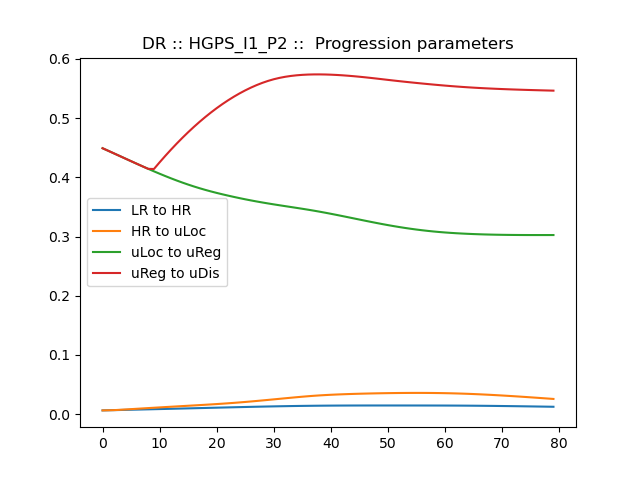 DR :: HGPS_I1_P2 ::  Progression parameters
0.6
0.5
0.4
0.3
0.2
0.1
0.0
LR to HR
HR to uLoc
uLoc to uReg
uReg to uDis
0 10 20 30 40 50 60 70 80